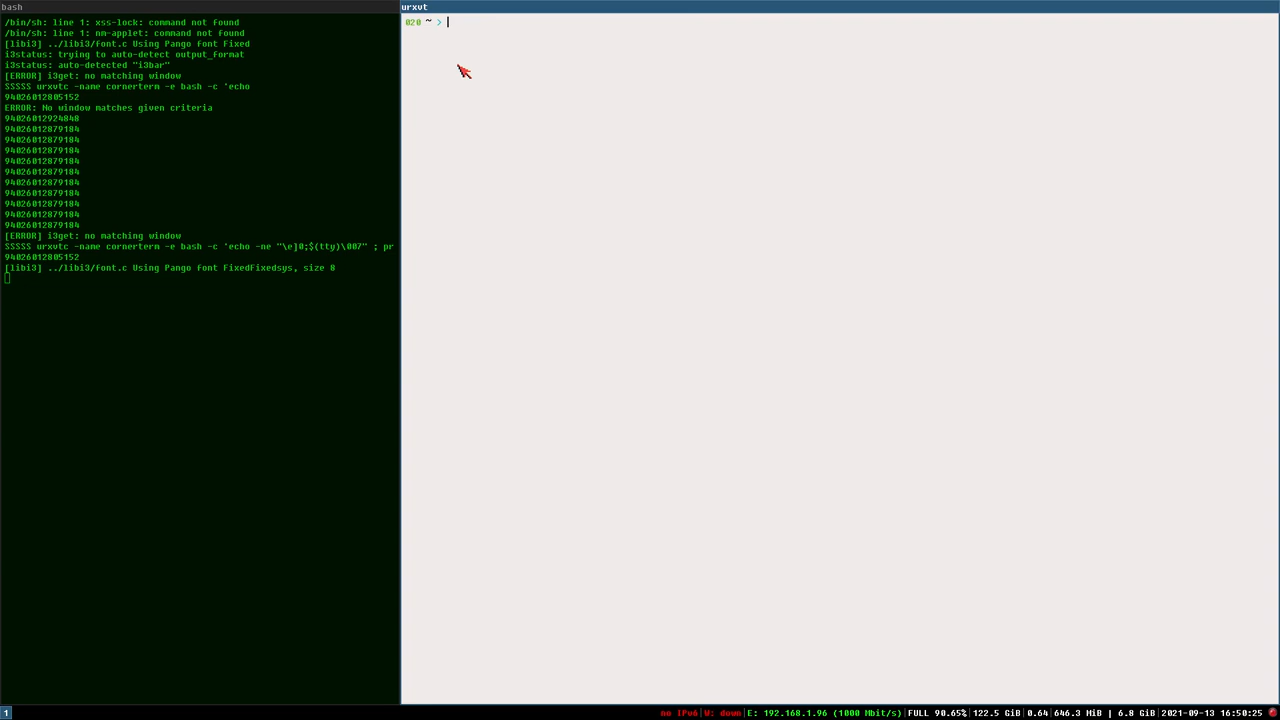 bash
/bin/sh: line 1: xss-lock: command not found
/bin/sh: line 1: nm-applet: command not found
[libi3] ../libi3/font.c Using Pango font Fixed
i3status: trying to auto-detect output_format
i3status: auto-detected "i3bar"
[ERROR] i3get: no matching window
SSSSS urxvtc -name cornerterm -e bash -c 'echo
94026012805152
ERROR: No window matches given criteria
94026012924848
94026012879184
94026012879184
94026012879184
94026012879184
94026012879184
94026012879184
94026012879184
94026012879184
94026012879184
94026012879184
[ERROR] i3get: no matching window
SSSSS urxvtc -name cornerterm -e bash -c 'echo -ne "\e]0;$(tty)\007" ; pr
94026012805152
[libi3] ../libi3/font.c Using Pango font FixedFixedsys, size 8
urxvt
020 ~ >
1
no IPv6|W: down|E: 192.168.1.96 (1000 Mbit/s)|FULL 90.65%|122.5 GiB|0.64|646.3 MiB | 6.8 GiB|2021-09-13 16:50:25